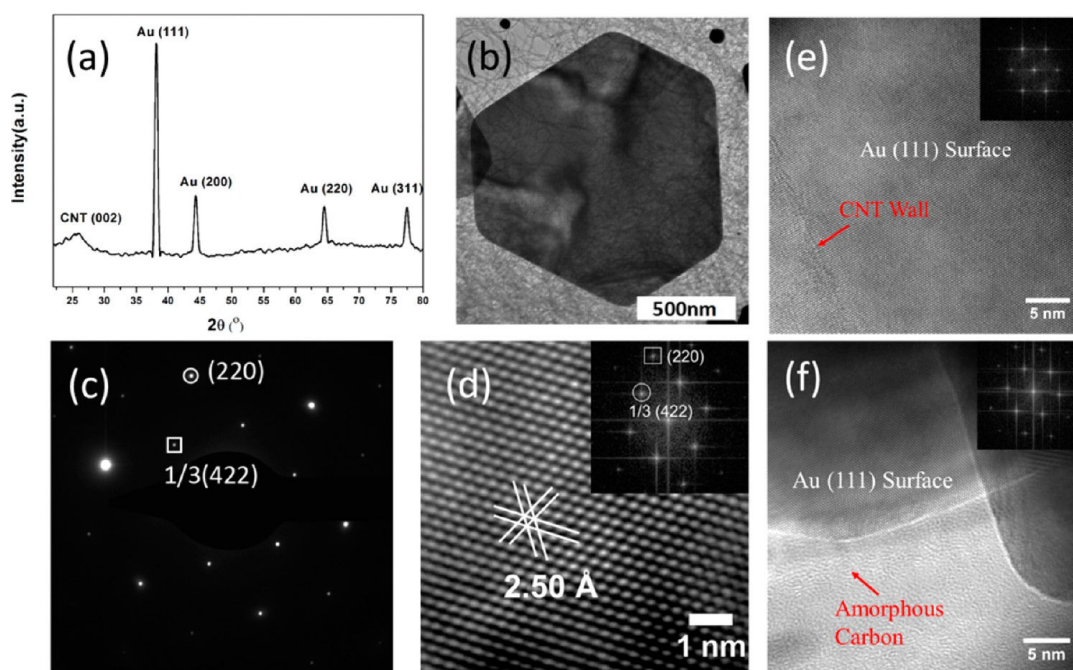 (a)
Au (111)
Au (200)
Au (220)
Au (311)
CNT (002)
Intensity(a.u.)
25 30 35 40 45 50 55 60 65 70 75 80
2θ (°)
(b)
500nm
(e)
Au (111) Surface
CNT Wall
5 nm
(c)
(220)
1/3(422)
(d)
(220)
1/3 (422)
2.50 Å
1 nm
(f)
Au (111) Surface
Amorphous
Carbon
5 nm